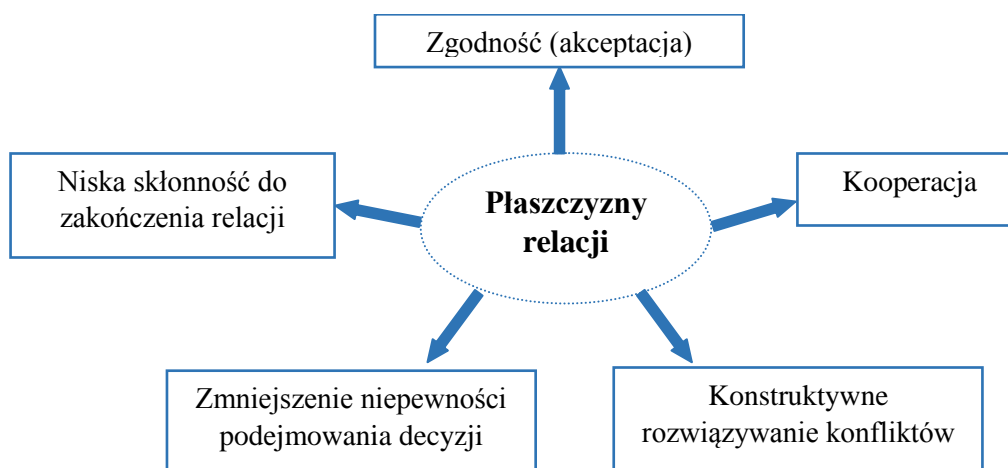 Zgodność (akceptacja)
Niska skłonność do
zakończenia relacji
Płaszczyzny
relacji
Kooperacja
Zmniejszenie niepewności
podejmowania decyzji
Konstruktywne
rozwiązywanie konfliktów